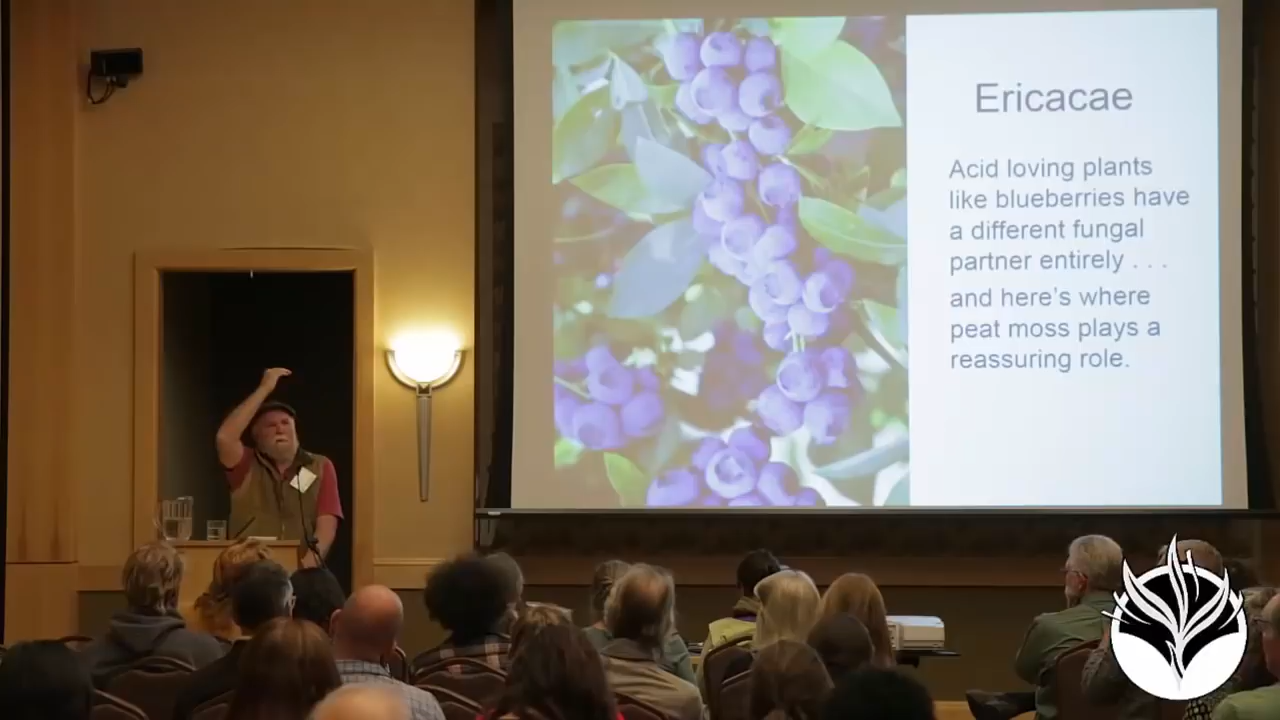 Ericacae
Acid loving plants
like blueberries have
a different fungal
partner entirely . . .
and here's where
peat moss plays a
reassuring role.